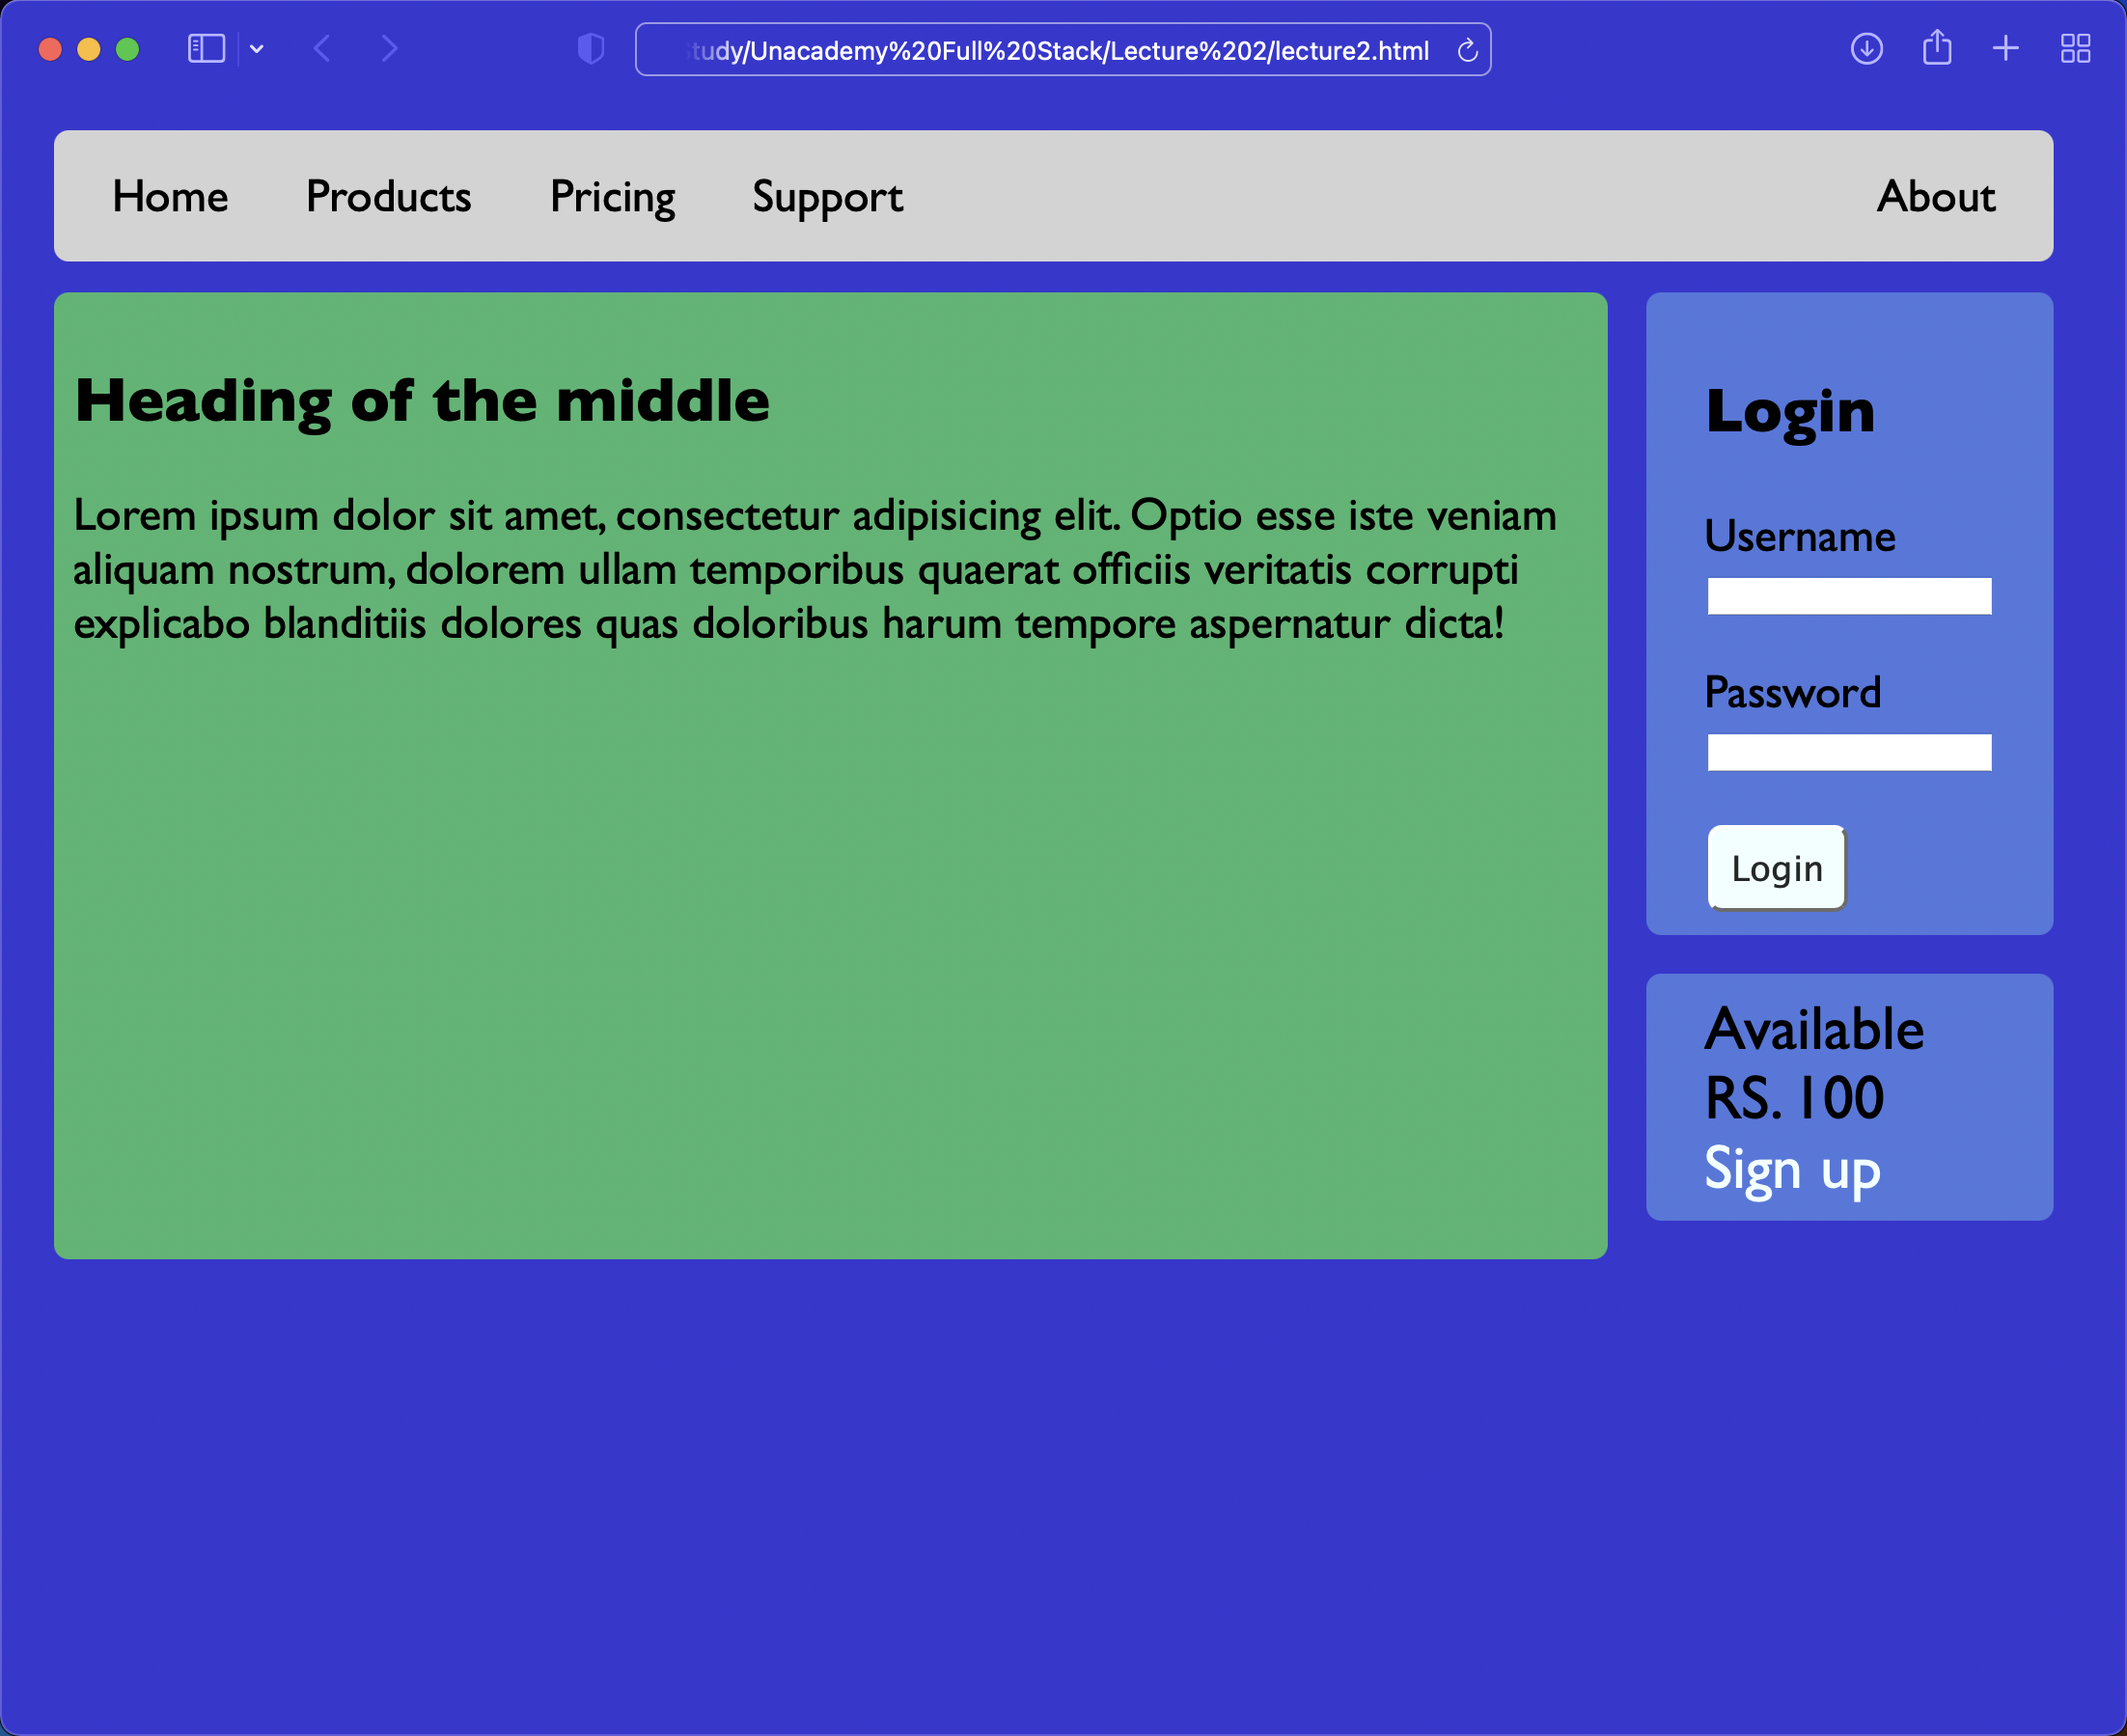 tudy/Unacademy%20Full%20Stack/Lecture%202/lecture2.html
Home Products Pricing Support About
Heading of the middle
Lorem ipsum dolor sit amet, consectetur adipisicing elit. Optio esse iste veniam
aliquam nostrum, dolorem ullam temporibus quaerat officiis veritatis corrupti
explicabo blanditiis dolores quas doloribus harum tempore aspernatur dicta!
Login
Username
Password
Login
Available
RS. 100
Sign up